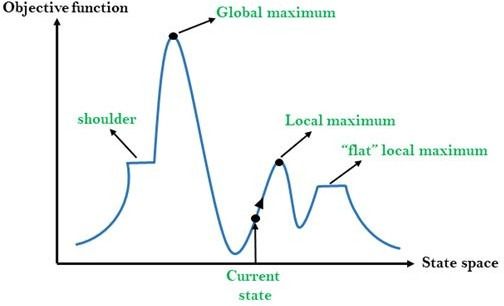 Objective function
Global maximum
shoulder
Local maximum
“flat” local maximum
State space
Current
state